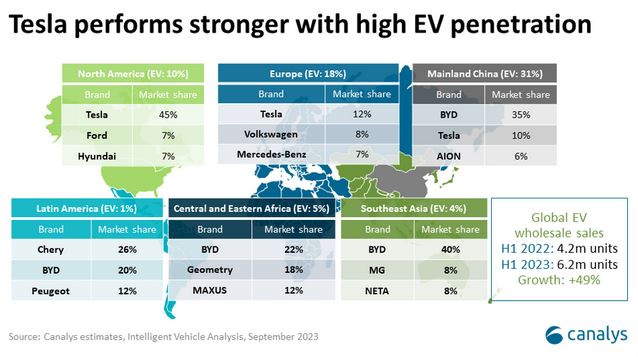 Tesla performs stronger with high EV penetration
North America (EV: 10%)
Brand Market share
Tesla 45%
Ford 7%
Hyundai 7%
Europe (EV: 18%)
Brand Market share
Tesla 12%
Volkswagen 8%
Mercedes-Benz 7%
Mainland China (EV: 31%)
Brand Market share
BYD 35%
Tesla 10%
AION 6%
Latin America (EV: 1%)
Brand Market share
Chery 26%
BYD 20%
Peugeot 12%
Central and Eastern Africa (EV: 5%)
Brand Market share
BYD 22%
Geometry 18%
MAXUS 12%
Southeast Asia (EV: 4%)
Brand Market share
BYD 40%
MG 8%
NETA 8%
Global EV
wholesale sales
H1 2022: 4.2m units
H1 2023: 6.2m units
Growth: +49%
Source: Canalys estimates, Intelligent Vehicle Analysis, September 2023
canalys